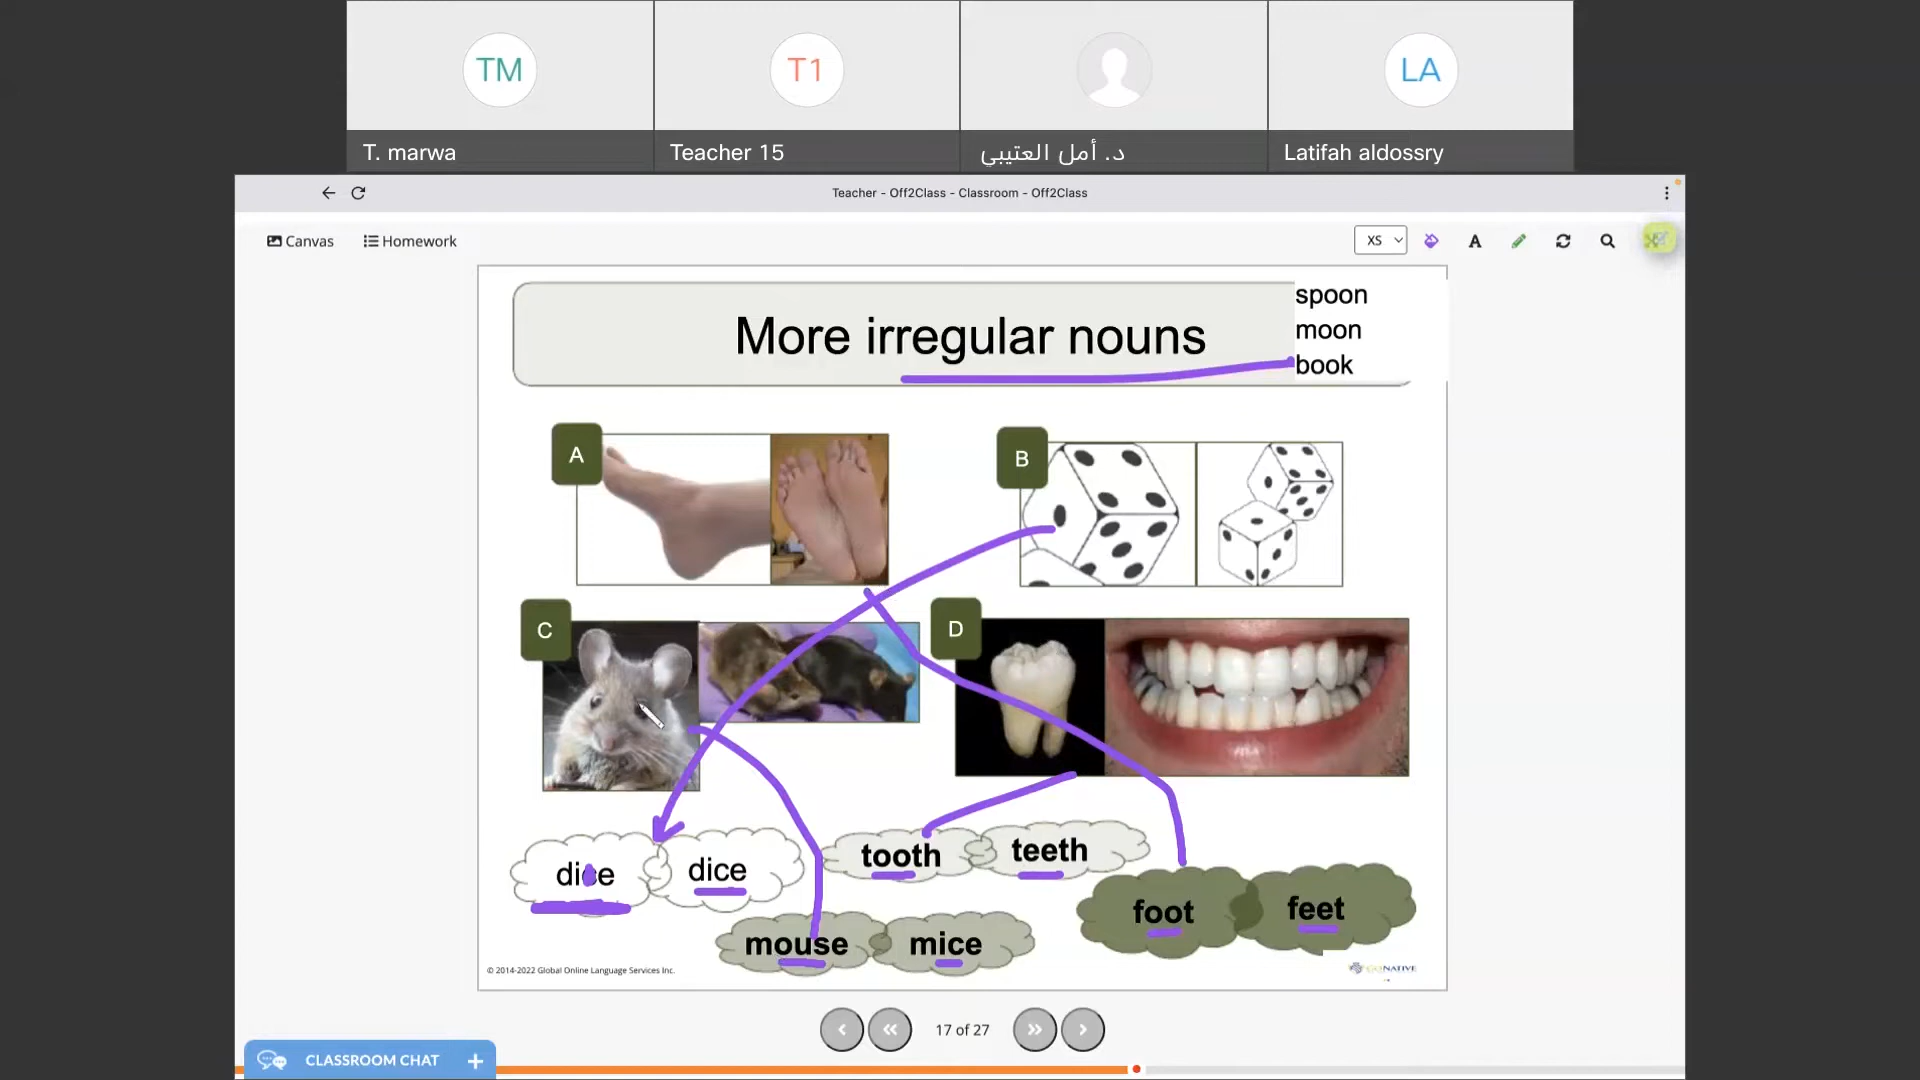 TM
T1
LA
T. marwa
Teacher 15
د. أمل العتيبي
Latifah aldossry
Teacher - Off2Class - Classroom - Off2Class
Canvas
Homework
XS
A
More irregular nouns
spoon
moon
book
A
B
C
D
dice
dice
tooth
teeth
foot
feet
mouse
mice
© 2014-2022 Global Online Language Services Inc.
17 of 27
CLASSROOM CHAT